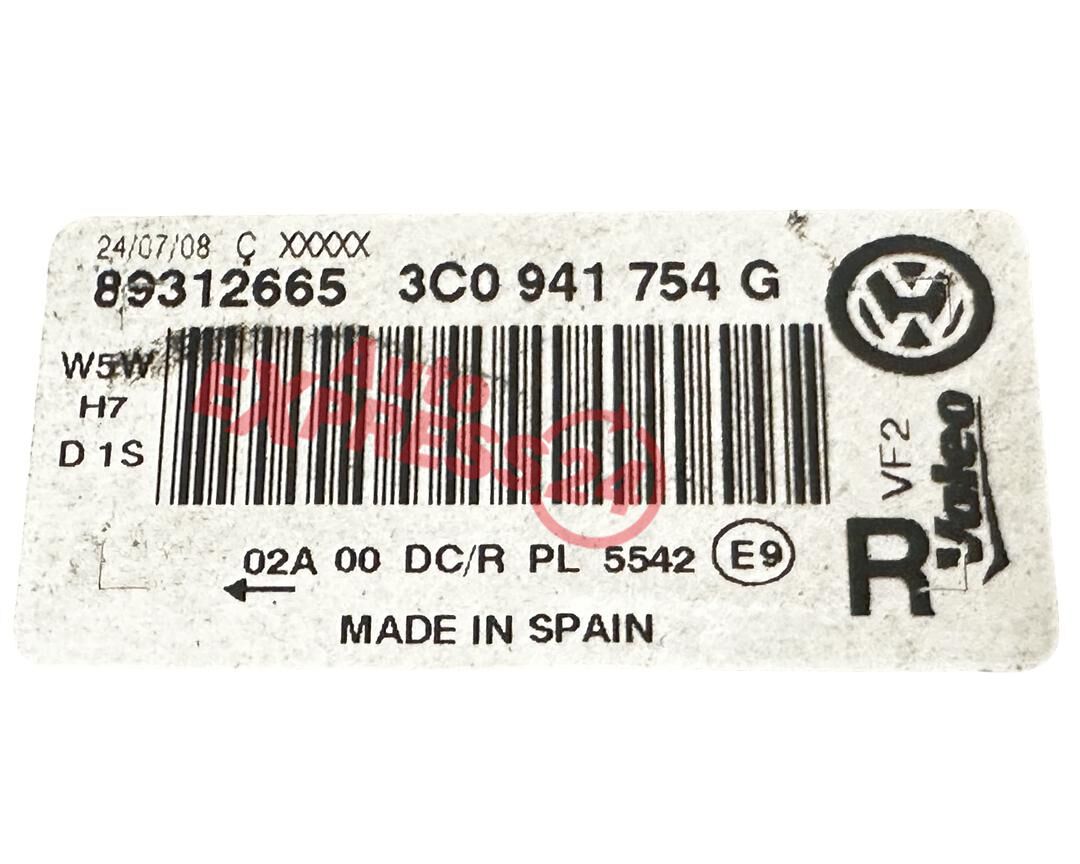 24/07/08 Ç XXXXX
89312665 3C0 941 754 G
W5W
H7
D1S
Auto
EXPRESS24
VF2
Valeo
R
02A 00 DC/R PL 5542 E9
MADE IN SPAIN